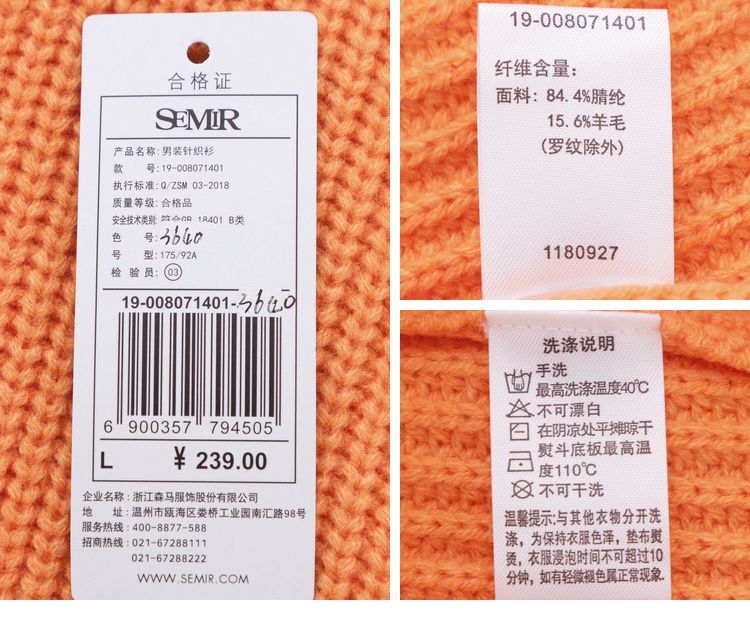 合格证
SEMIR
产品名称: 男装针织衫
款 号: 19-008071401
执行标准: Q/ZSM 03-2018
质量等级: 合格品
安全技术类别: 符合GB 18401 B类
色 号: 3640
号 型: 175/92A
检 验 员: 03
19-008071401-3640
6 900357 794505
L ¥ 239.00
企业名称: 浙江森马服饰股份有限公司
地 址: 温州市瓯海区娄桥工业园南汇路98号
服务热线: 400-8877-588
招商热线: 021-67288111
021-67288222
WWW.SEMIR.COM
19-008071401
纤维含量:
面料: 84.4%腈纶
15.6%羊毛
(罗纹除外)
1180927
洗涤说明
手洗
最高洗涤温度40℃
不可漂白
在阴凉处平摊晾干
熨斗底板最高温
度110℃
不可干洗
温馨提示:与其他衣物分开洗
涤, 为保持衣服色泽, 垫布熨
烫, 衣服浸泡时间不可超过10
分钟, 如有轻微褪色属正常现象.